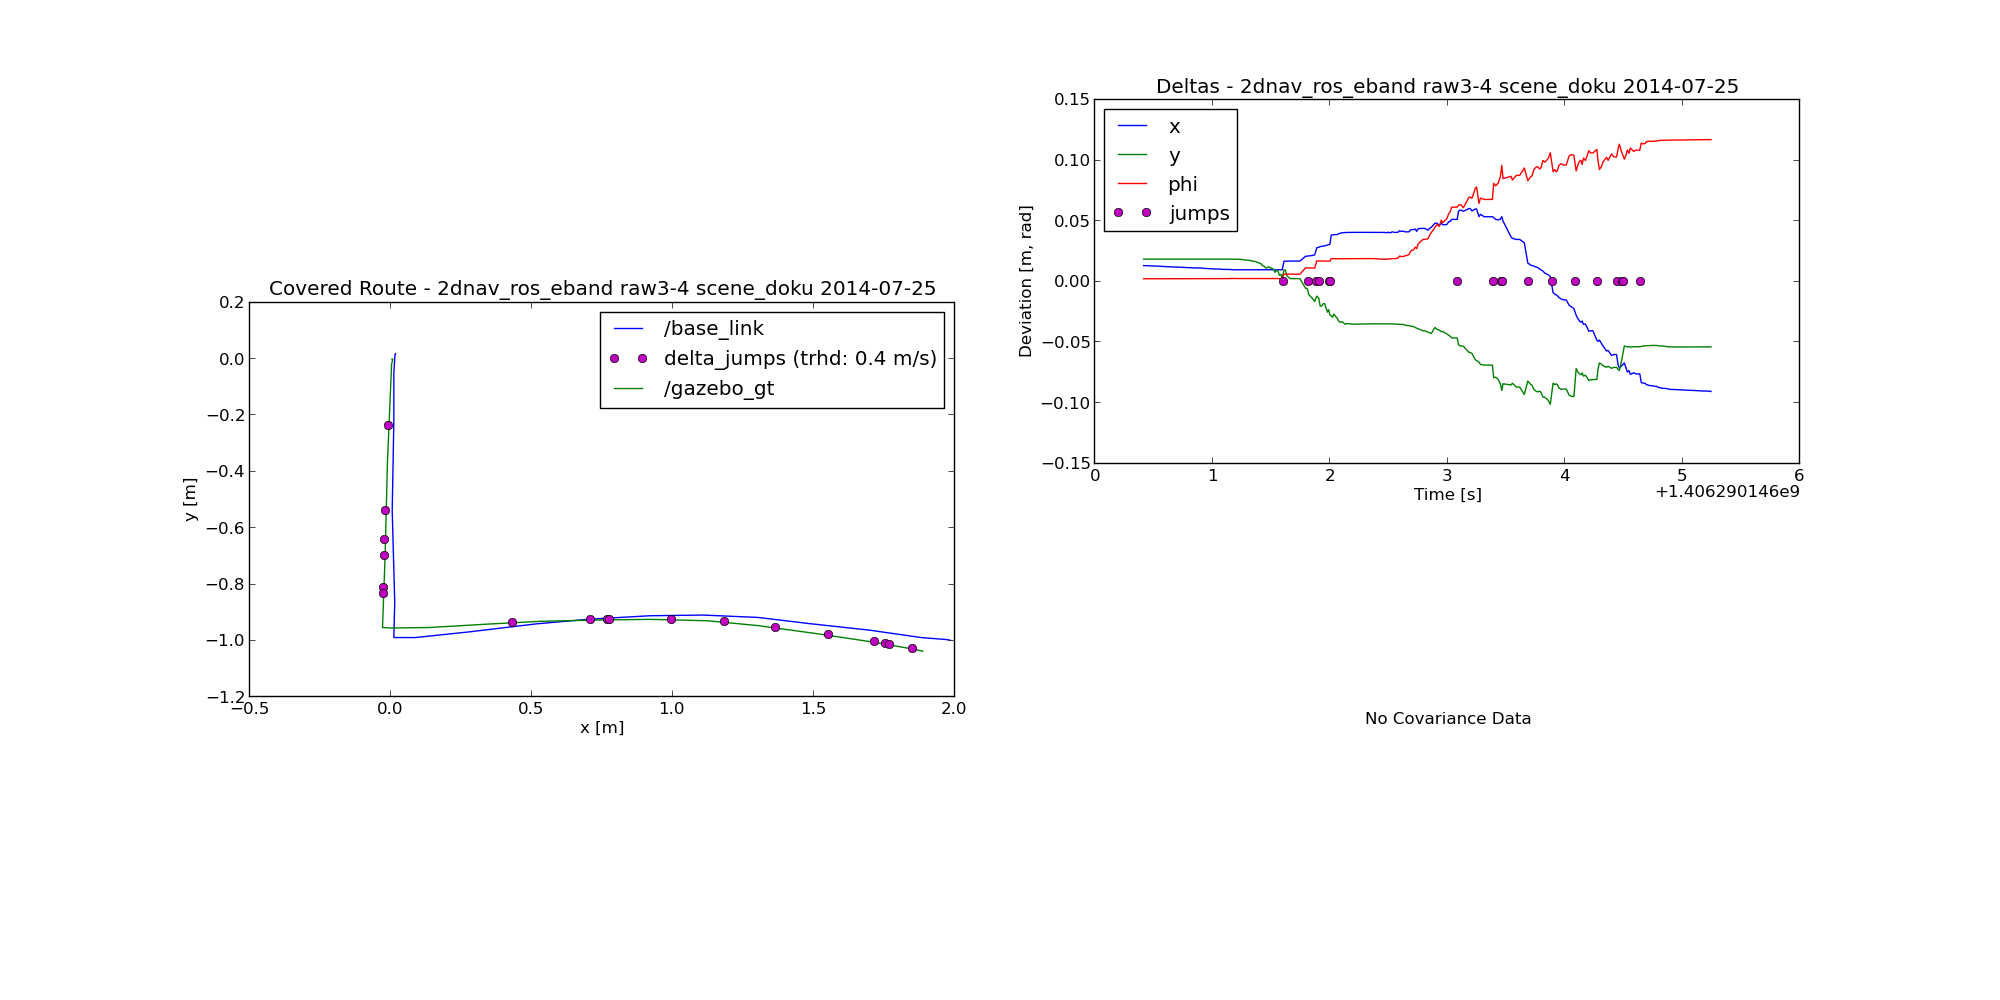 Covered Route - 2dnav_ros_eband raw3-4 scene_doku 2014-07-25
/base_link
delta_jumps (trhd: 0.4 m/s)
/gazebo_gt
y [m]
0.2
0.0
−0.2
−0.4
−0.6
−0.8
−1.0
−1.2
−0.5 0.0 0.5 1.0 1.5 2.0
x [m]
Deltas - 2dnav_ros_eband raw3-4 scene_doku 2014-07-25
x
y
phi
jumps
Deviation [m, rad]
0.15
0.10
0.05
0.00
−0.05
−0.10
−0.15
0 1 2 3 4 5 6
Time [s]
+1.406290146e9
No Covariance Data